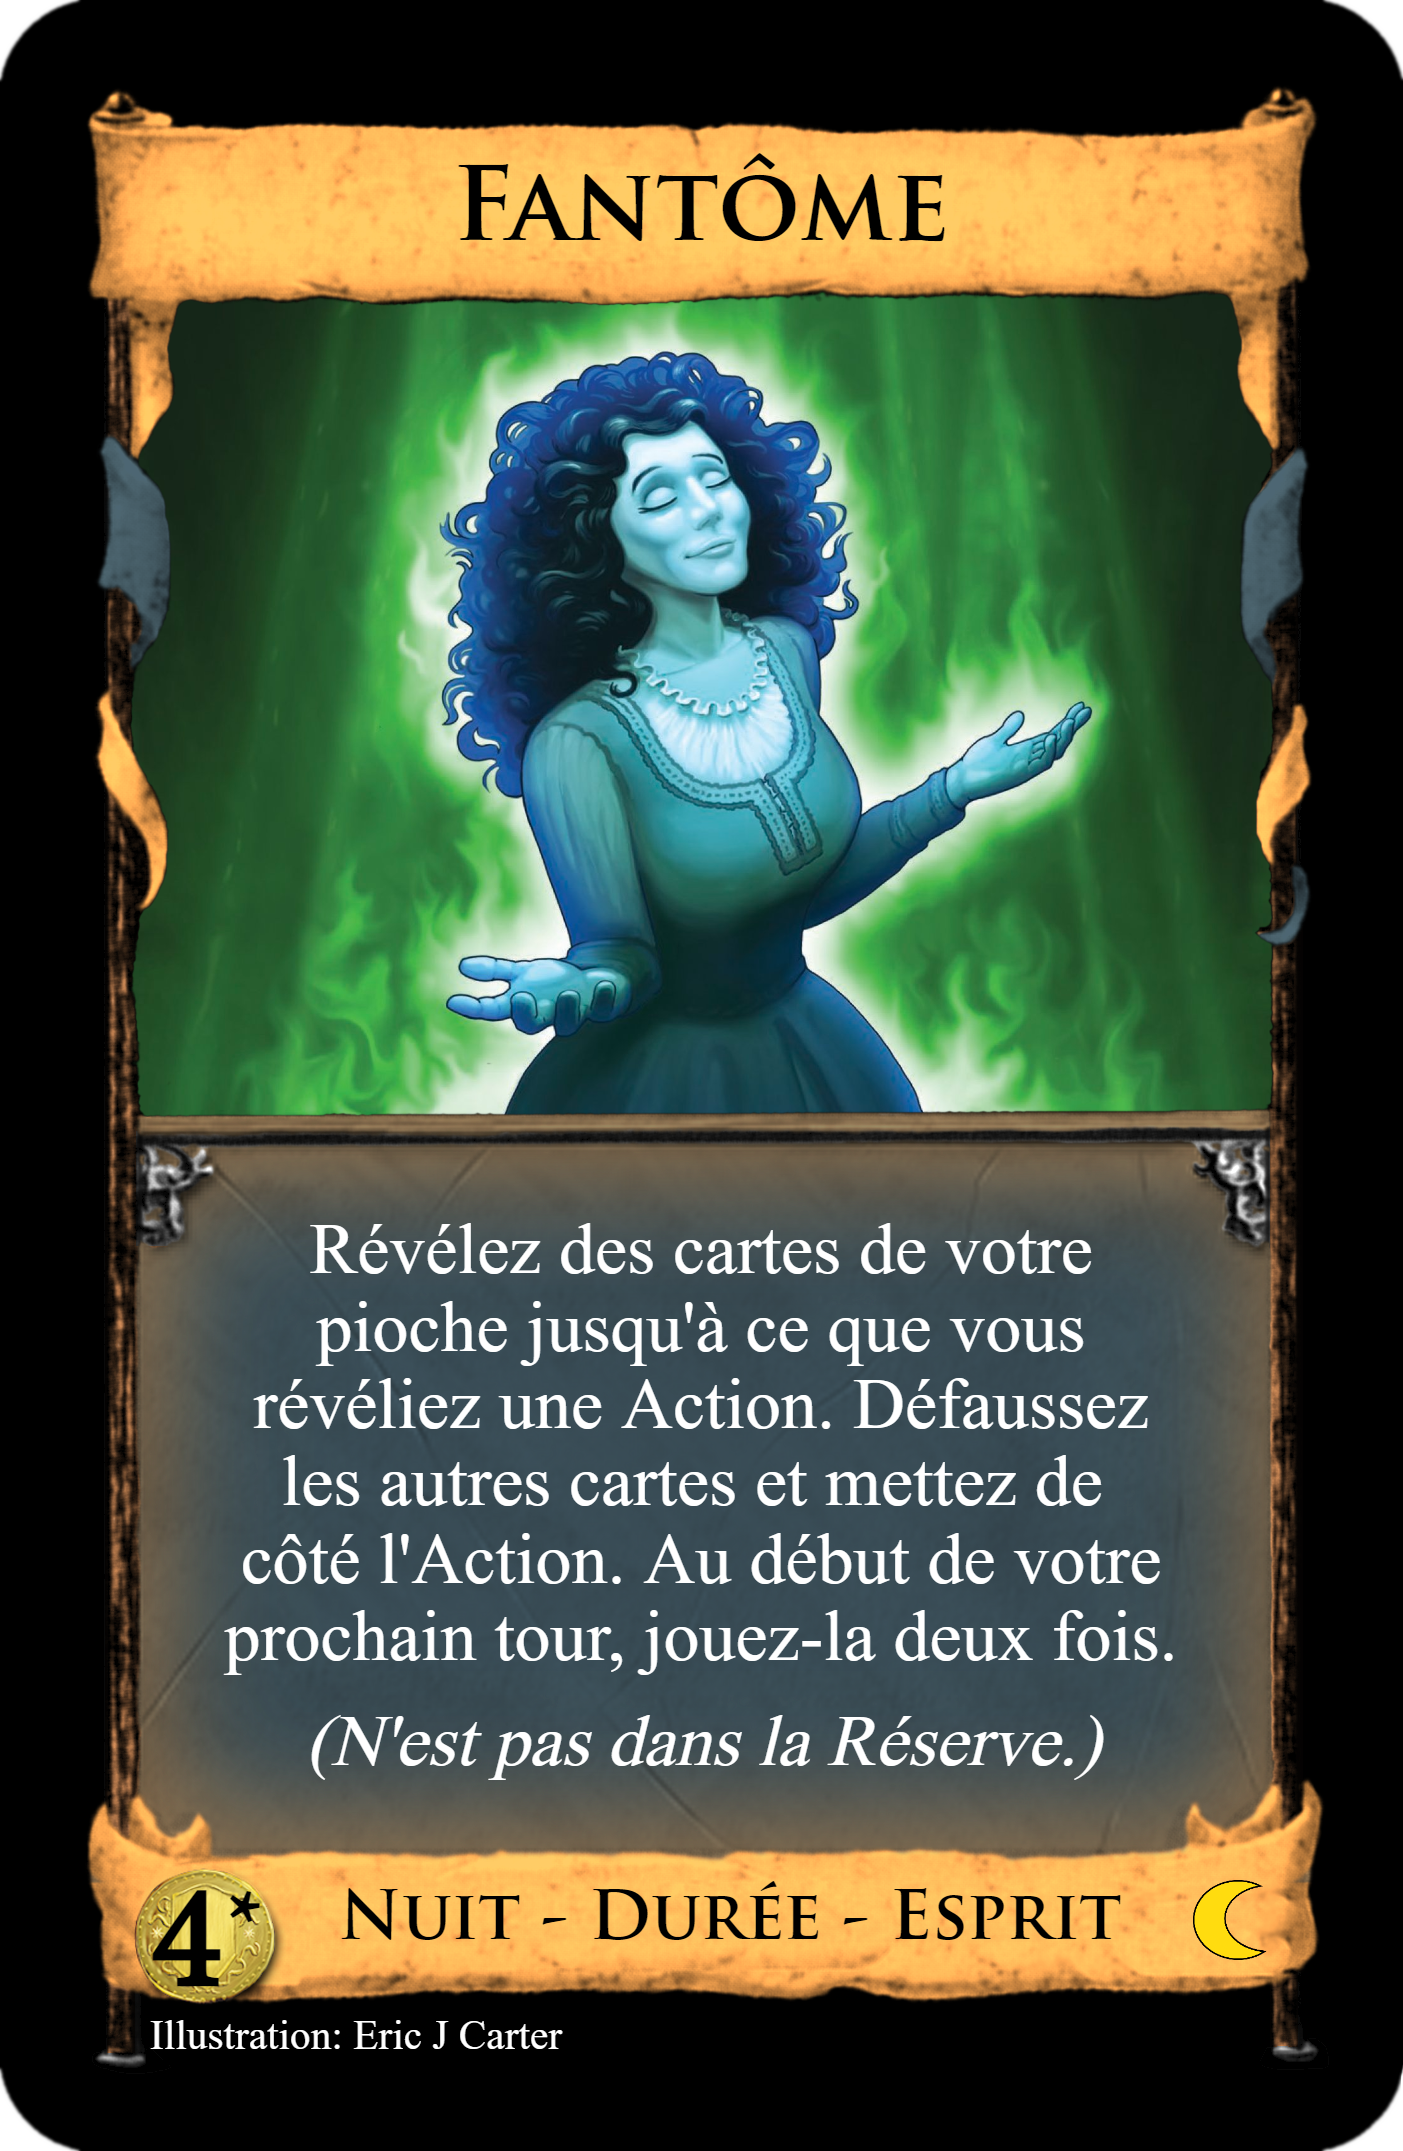 Fantôme
Révélez des cartes de votre
pioche jusqu'à ce que vous
révéliez une Action. Défaussez
les autres cartes et mettez de
côté l'Action. Au début de votre
prochain tour, jouez-la deux fois.
(N'est pas dans la Réserve.)
4* Nuit - Durée - Esprit
Illustration: Eric J Carter